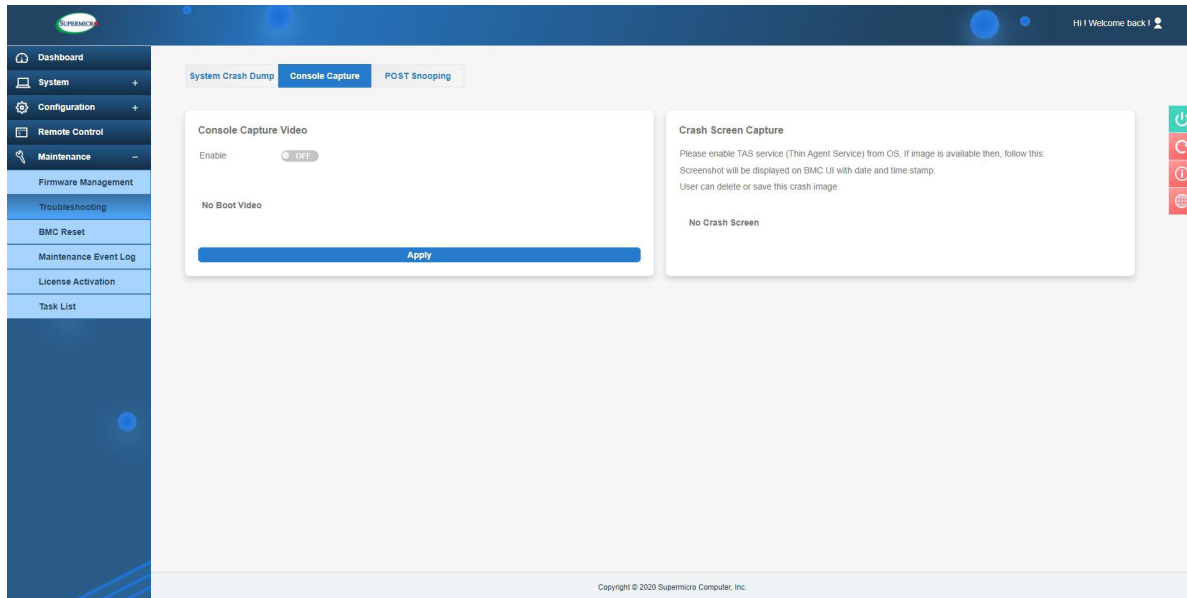 SUPERMICR
Hi ! Welcome back !
Dashboard
System +
Configuration +
Remote Control
Maintenance –
Firmware Management
Troubleshooting
BMC Reset
Maintenance Event Log
License Activation
Task List
System Crash Dump Console Capture POST Snooping
Console Capture Video
Enable OFF
No Boot Video
Apply
Crash Screen Capture
Please enable TAS service (Thin Agent Service) from OS. If image is available then, follow this:
Screenshot will be displayed on BMC UI with date and time stamp.
User can delete or save this crash image
No Crash Screen
Copyright © 2020 Supermicro Computer, Inc.